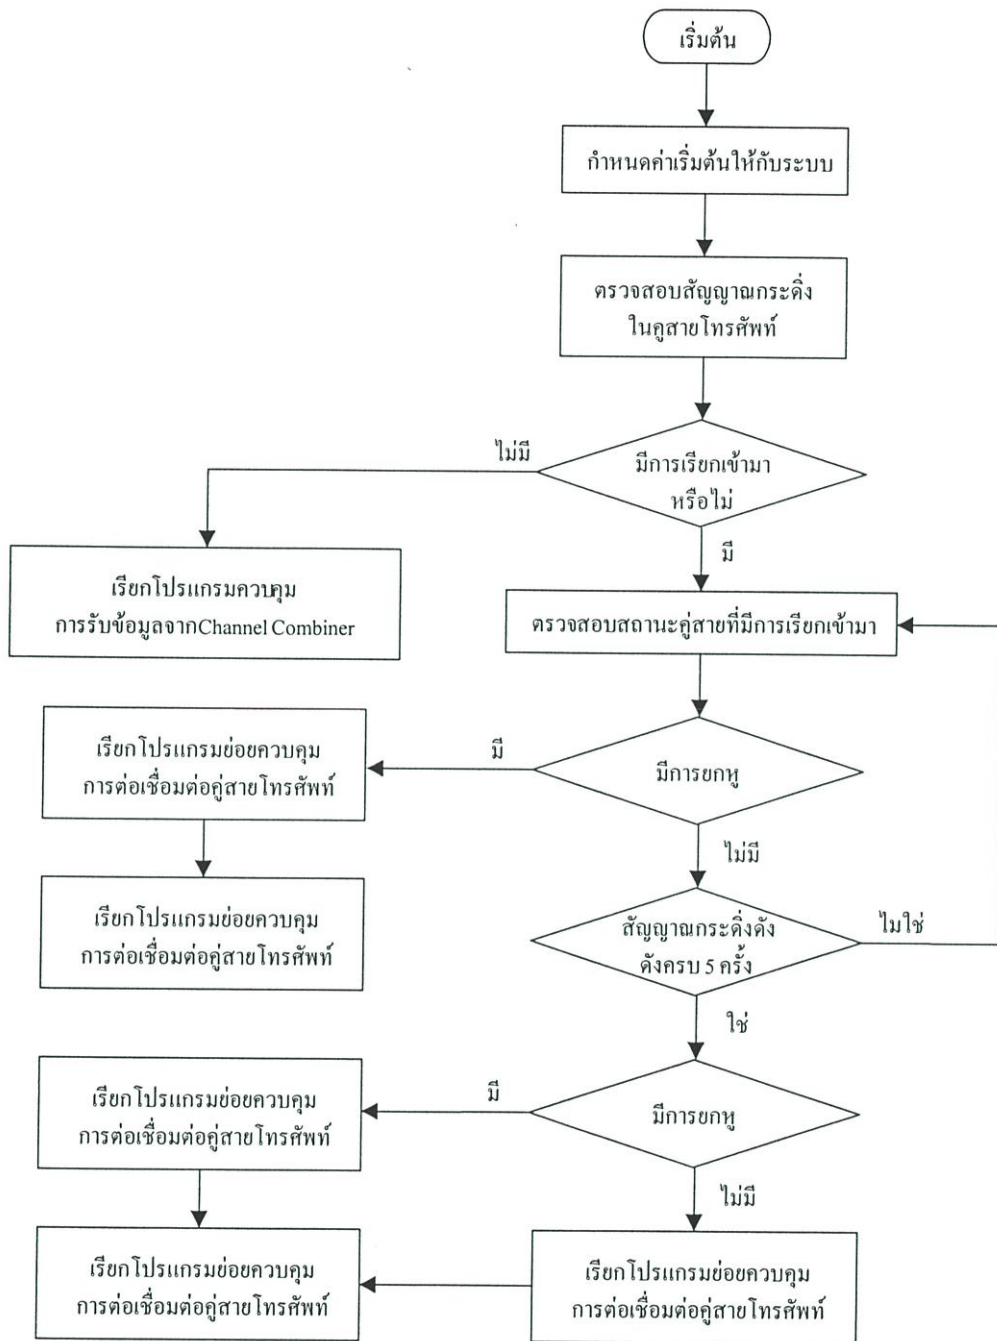 เริ่มต้น
กำหนดค่าเริ่มต้นให้กับระบบ
ตรวจสอบสัญญาณกระดิ่ง
ในคูสายโทรศัพท์
มีการเรียกเข้ามา
หรือไม่
ไม่มี
มี
เรียกโปรแกรมควบคุม
การรับข้อมูลจากChannel Combiner
ตรวจสอบสถานะคู่สายที่มีการเรียกเข้ามา
มีการยกหู
มี
เรียกโปรแกรมย่อยควบคุม
การต่อเชื่อมต่อคู่สายโทรศัพท์
ไม่มี
เรียกโปรแกรมย่อยควบคุม
การต่อเชื่อมต่อคู่สายโทรศัพท์
สัญญาณกระดิ่งดัง
ดังครบ 5 ครั้ง
ไมใช่
ใช่
มีการยกหู
มี
เรียกโปรแกรมย่อยควบคุม
การต่อเชื่อมต่อคู่สายโทรศัพท์
ไม่มี
เรียกโปรแกรมย่อยควบคุม
การต่อเชื่อมต่อคู่สายโทรศัพท์
เรียกโปรแกรมย่อยควบคุม
การต่อเชื่อมต่อคู่สายโทรศัพท์